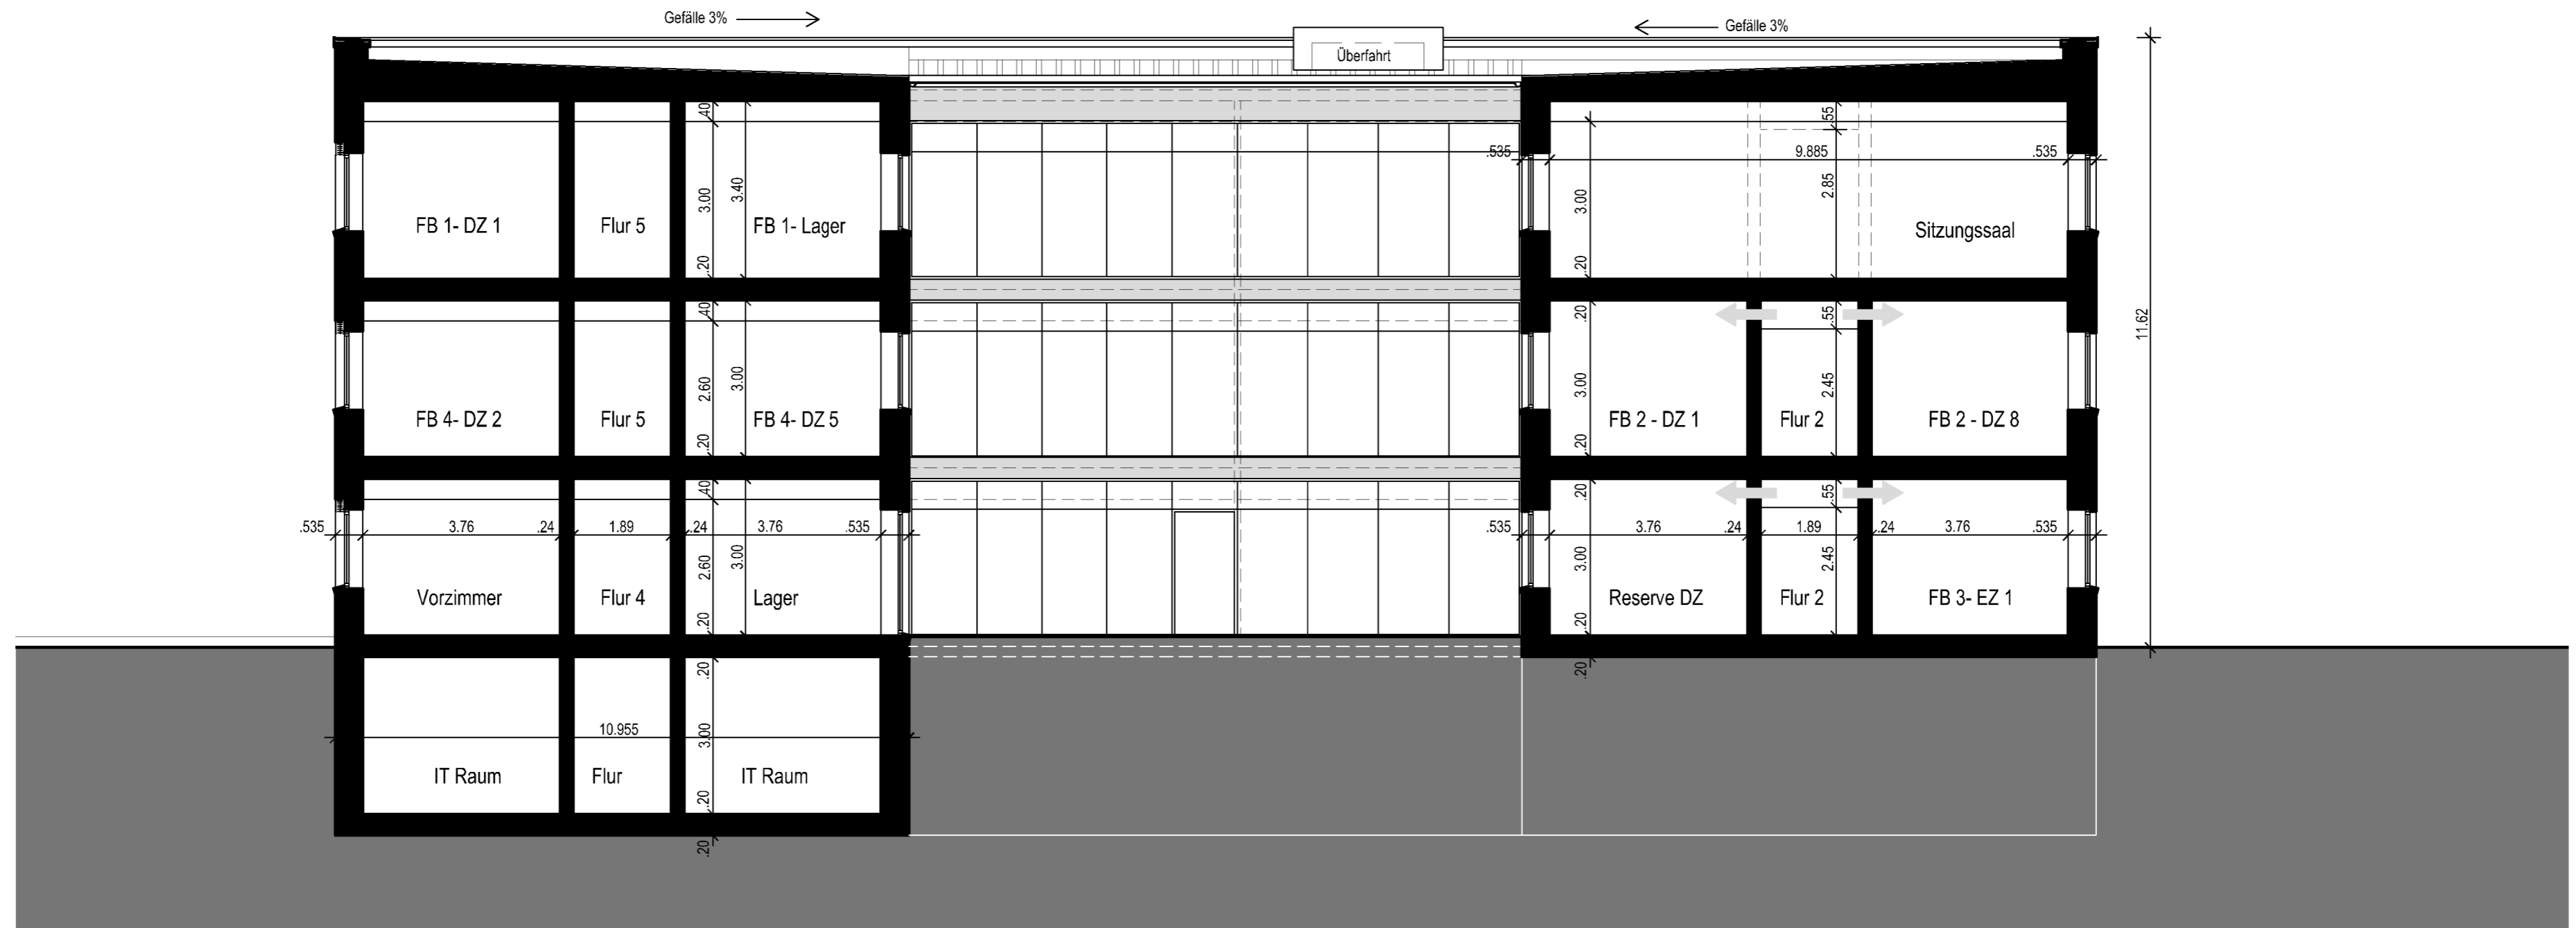 Gefälle 3%
Gefälle 3%
Überfahrt
.40
.55
.535
9.885
.535
3.00
3.40
3.00
2.85
FB 1- DZ 1
Flur 5
FB 1- Lager
Sitzungssaal
.20
.20
.40
.20
.55
11.62
2.60
3.00
3.00
2.45
FB 4- DZ 2
Flur 5
FB 4- DZ 5
FB 2 - DZ 1
Flur 2
FB 2 - DZ 8
.20
.20
.40
.20
.55
.535
3.76
.24
1.89
.24
3.76
.535
.535
3.76
.24
1.89
.24
3.76
.535
2.60
3.00
3.00
2.45
Vorzimmer
Flur 4
Lager
Reserve DZ
Flur 2
FB 3- EZ 1
.20
.20
.20
.20
10.955
3.00
IT Raum
Flur
IT Raum
.20
.20